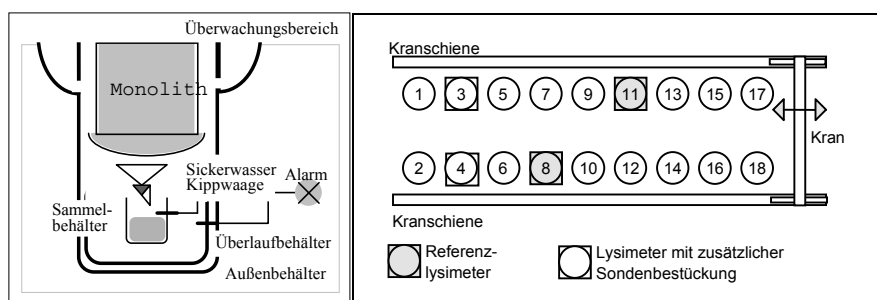 Überwachungsbereich
Monolith
Sickerwasser
Kippwaage
Alarm
Sammel-
behälter
Überlaufbehälter
Außenbehälter
Kranschiene
1 3 5 7 9 11 13 15 17
Kran
2 4 6 8 10 12 14 16 18
Kranschiene
Referenz-
lysimeter
Lysimeter mit zusätzlicher
Sondenbestückung